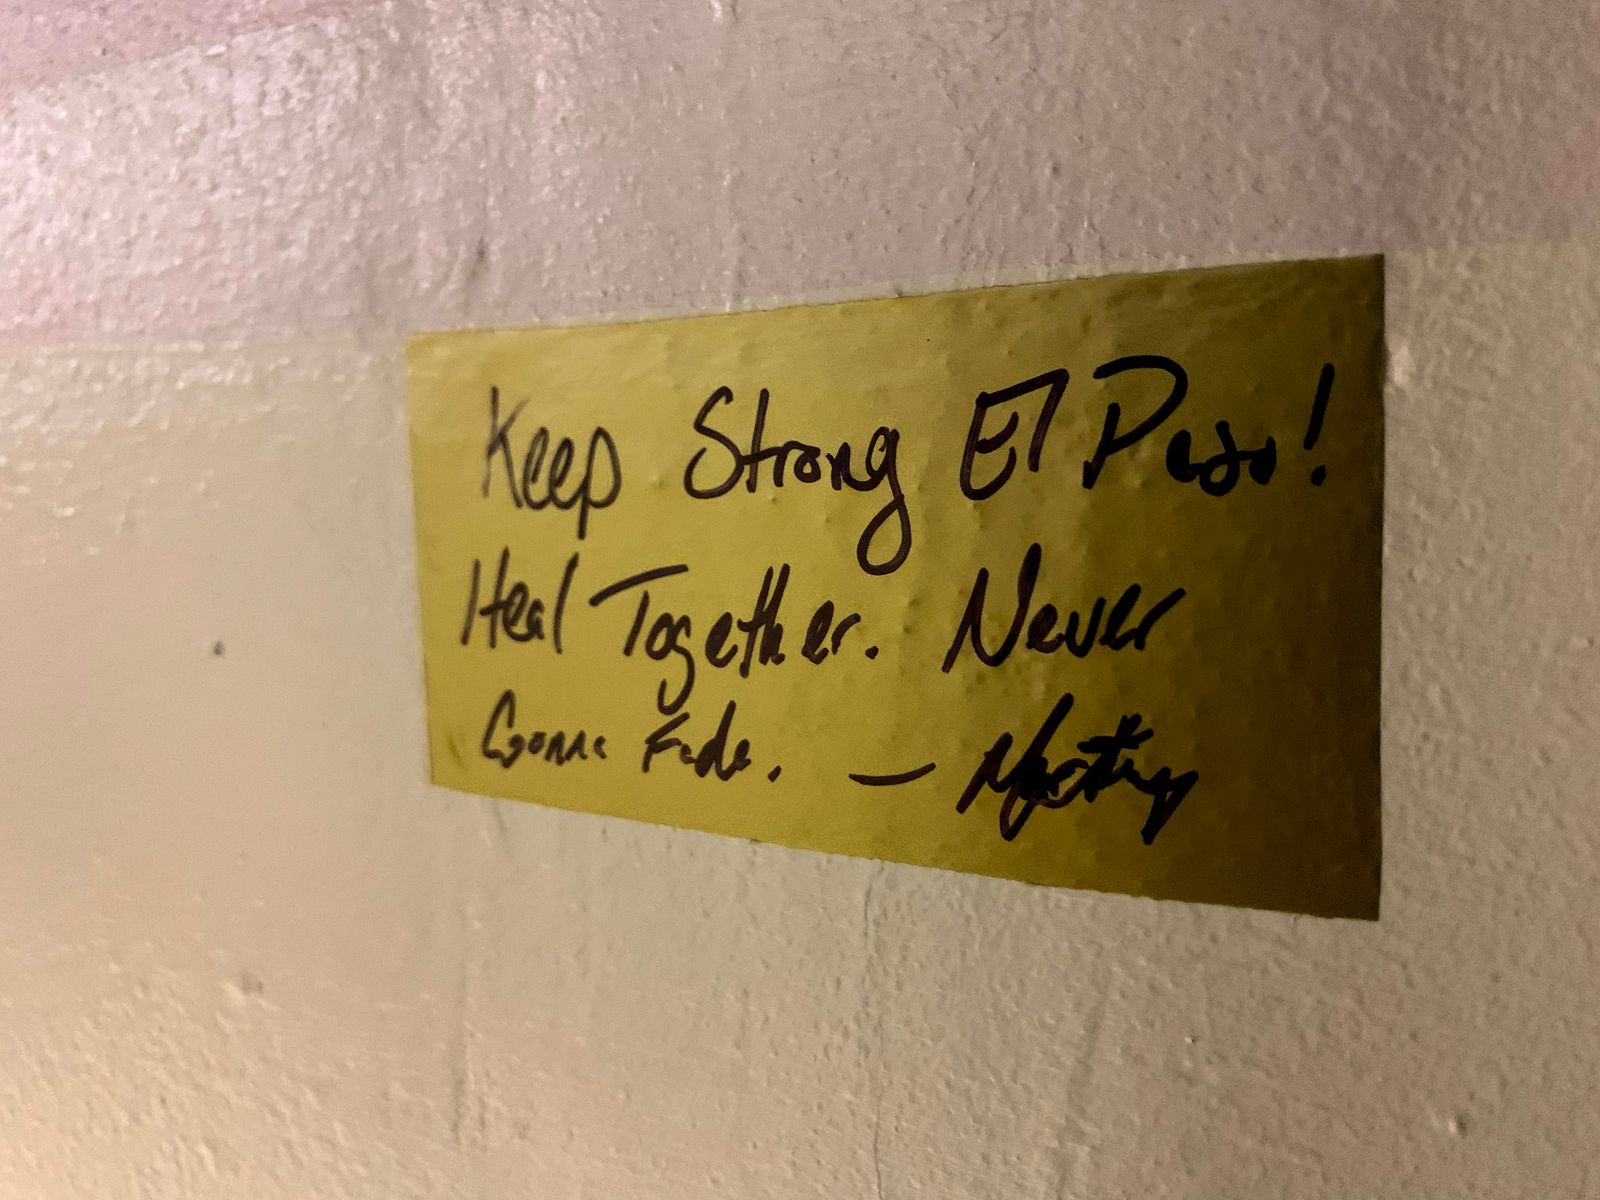 Keep Strong El Paso!
Heal Together. Never
Gonna Fade. —